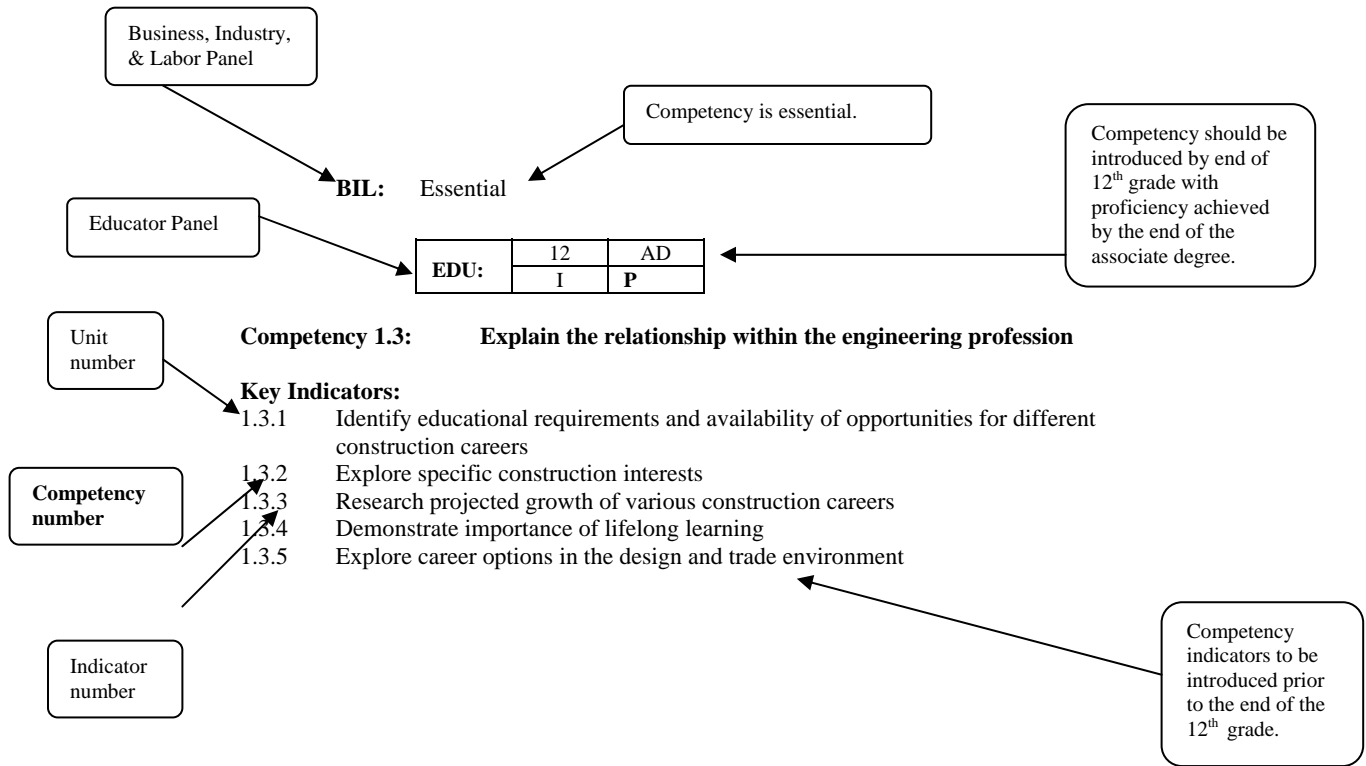 Business, Industry,
& Labor Panel
Competency is essential.
Competency should be
introduced by end of
12th grade with
proficiency achieved
by the end of the
associate degree.
BIL: Essential
Educator Panel
EDU: 12 AD
I P
Unit
number
Competency 1.3: Explain the relationship within the engineering profession
Key Indicators:
1.3.1 Identify educational requirements and availability of opportunities for different
construction careers
1.3.2 Explore specific construction interests
Competency
number
1.3.3 Research projected growth of various construction careers
1.3.4 Demonstrate importance of lifelong learning
1.3.5 Explore career options in the design and trade environment
Indicator
number
Competency
indicators to be
introduced prior
to the end of the
12th grade.